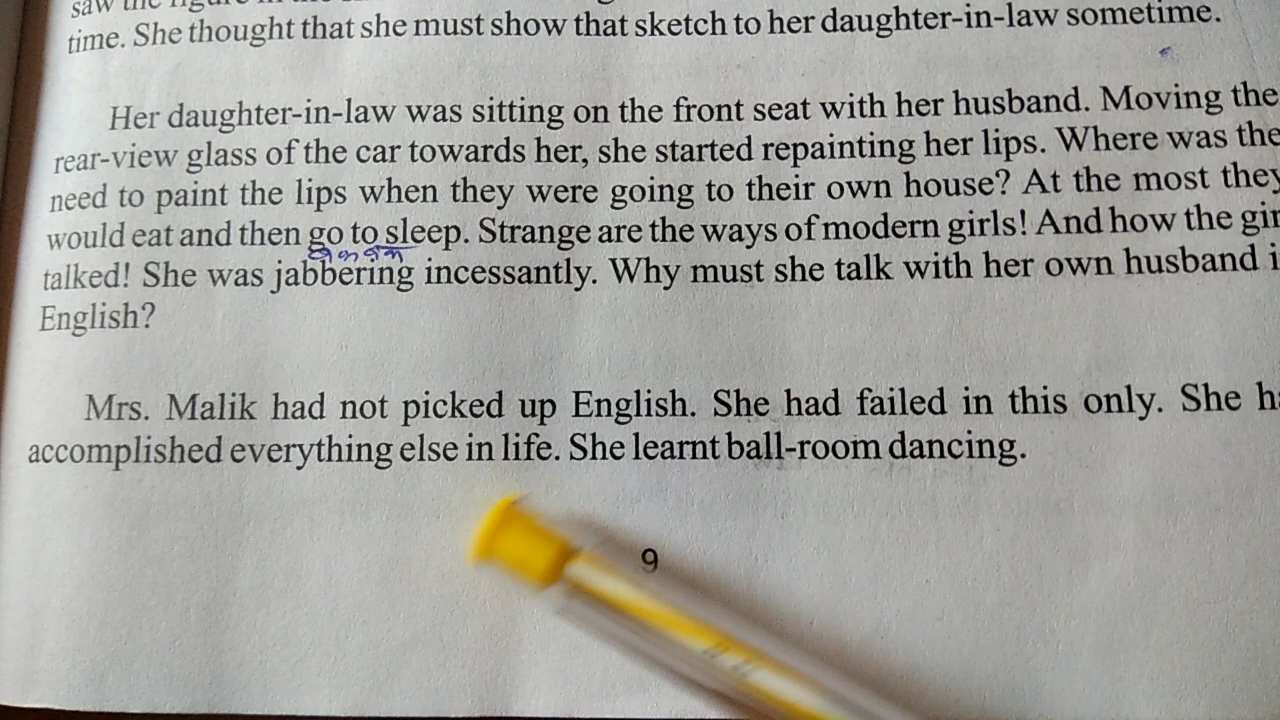 saw the
time. She thought that she must show that sketch to her daughter-in-law sometime.
Her daughter-in-law was sitting on the front seat with her husband. Moving the
rear-view glass of the car towards her, she started repainting her lips. Where was the
need to paint the lips when they were going to their own house? At the most they
would eat and then go to sleep. Strange are the ways of modern girls! And how the
talked! She was jabbering incessantly. Why must she talk with her own husband
English?
Mrs. Malik had not picked up English. She had failed in this only. She
accomplished everything else in life. She learnt ball-room dancing.
9